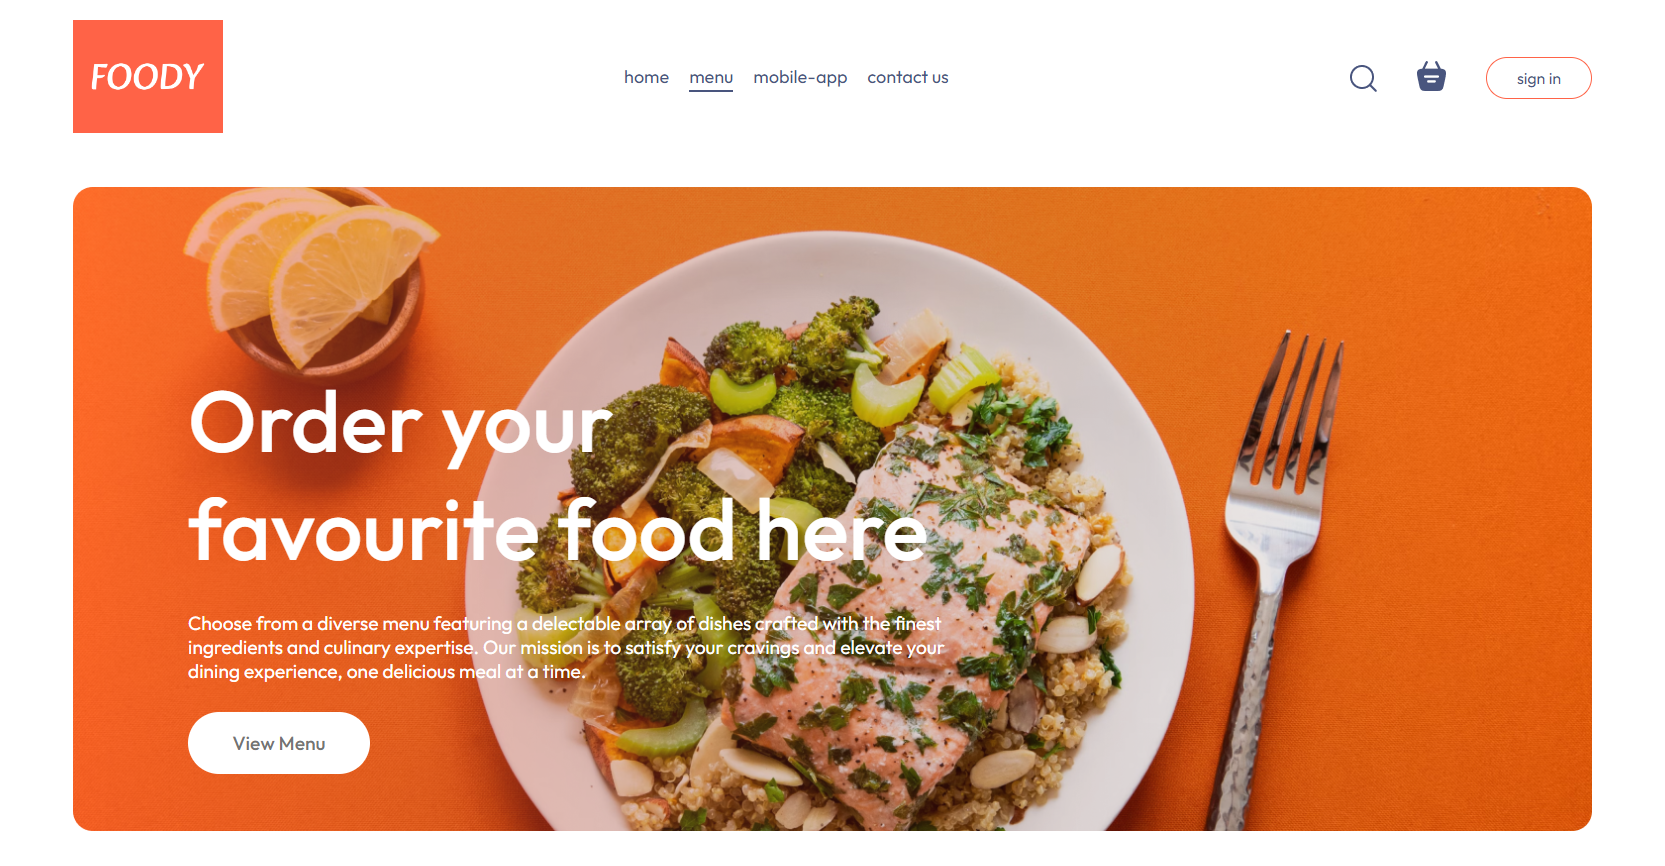 FOODY
home menu mobile-app contact us
sign in
Order your
favourite food here
Choose from a diverse menu featuring a delectable array of dishes crafted with the finest
ingredients and culinary expertise. Our mission is to satisfy your cravings and elevate your
dining experience, one delicious meal at a time.
View Menu